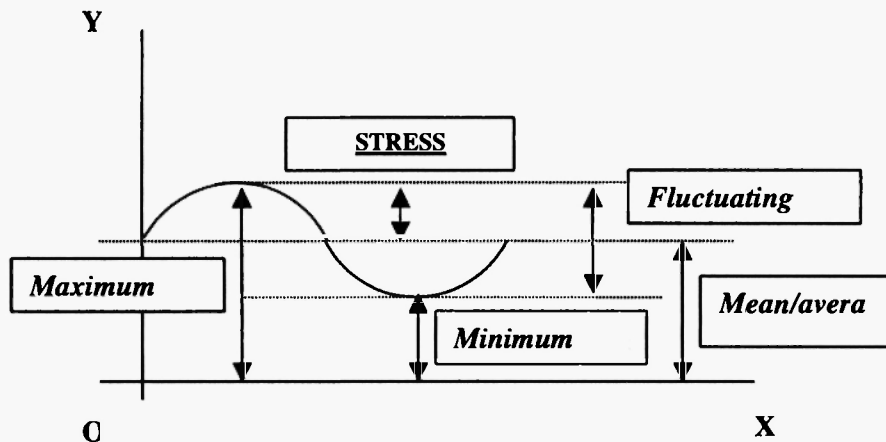 Y
STRESS
Fluctuating
Maximum
Mean/avera
Minimum
O
X